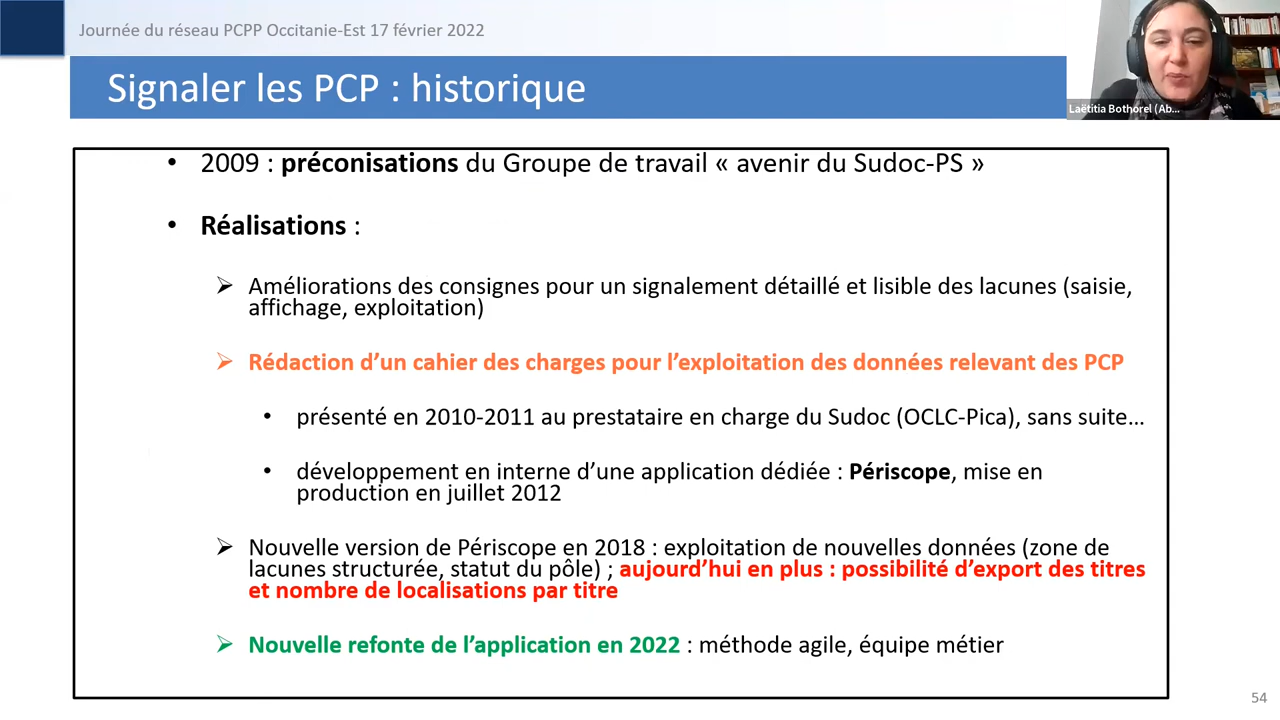 Journée du réseau PCPP Occitanie-Est 17 février 2022
Signaler les PCP : historique
Laëtitia Bothorel (Ab...
• 2009 : préconisations du Groupe de travail « avenir du Sudoc-PS »
• Réalisations :
➢ Améliorations des consignes pour un signalement détaillé et lisible des lacunes (saisie,
affichage, exploitation)
➢ Rédaction d’un cahier des charges pour l’exploitation des données relevant des PCP
• présenté en 2010-2011 au prestataire en charge du Sudoc (OCLC-Pica), sans suite…
• développement en interne d’une application dédiée : Périscope, mise en
production en juillet 2012
➢ Nouvelle version de Périscope en 2018 : exploitation de nouvelles données (zone de
lacunes structurée, statut du pôle) ; aujourd’hui en plus : possibilité d’export des titres
et nombre de localisations par titre
➢ Nouvelle refonte de l’application en 2022 : méthode agile, équipe métier
54